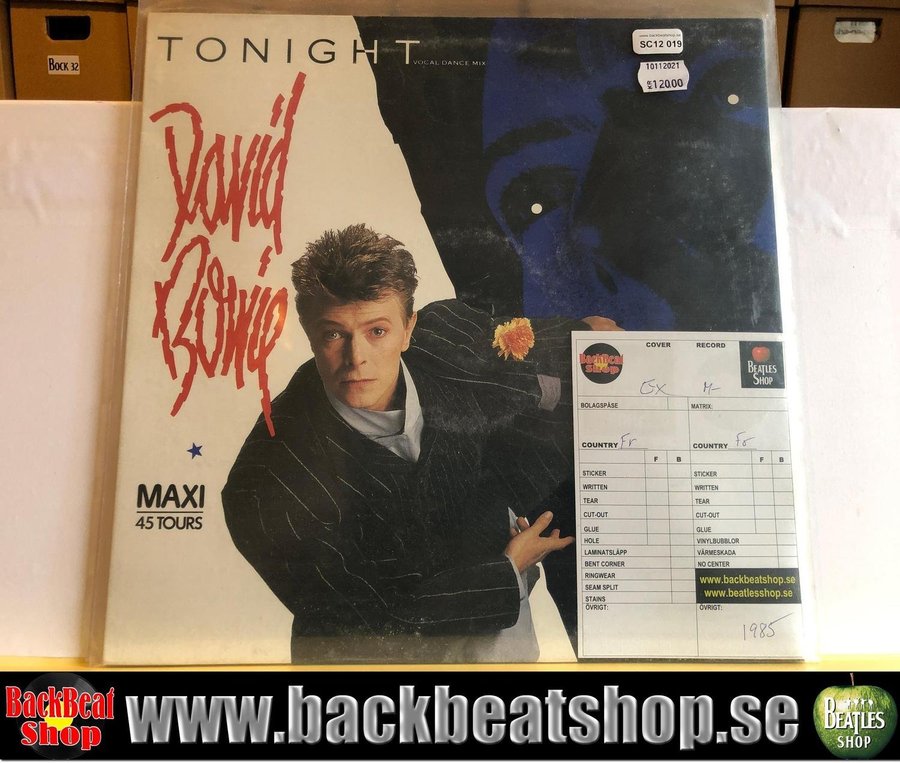 BOCK 32
TONIGHT
VOCAL DANCE MIX
www.backbeatshop.se
SC12 019
10112021
120.00
David
Bowie
MAXI
45 TOURS
COVER RECORD
BackBeat
Shop
BEATLES
SHOP
EX M-
BOLAGSPÅSE MATRIX:
COUNTRY Fr COUNTRY Fr
F B F B
STICKER STICKER
WRITTEN WRITTEN
TEAR TEAR
CUT-OUT CUT-OUT
GLUE GLUE
HOLE VINYLBUBBLOR
LAMINATSLÄPP VÄRMESKADA
BENT CORNER NO CENTER
RINGWEAR
SEAM SPLIT
STAINS
www.backbeatshop.se
www.beatlesshop.se
ÖVRIGT: ÖVRIGT:
1985
BackBeat
Shop
www.backbeatshop.se
BEATLES
SHOP